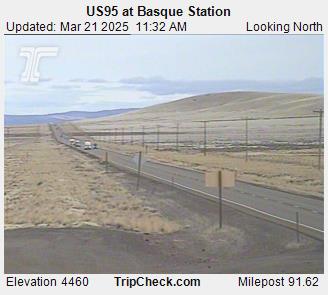 US95 at Basque Station
Updated: Mar 21 2025 11:32 AM Looking North
Elevation 4460 TripCheck.com Milepost 91.62